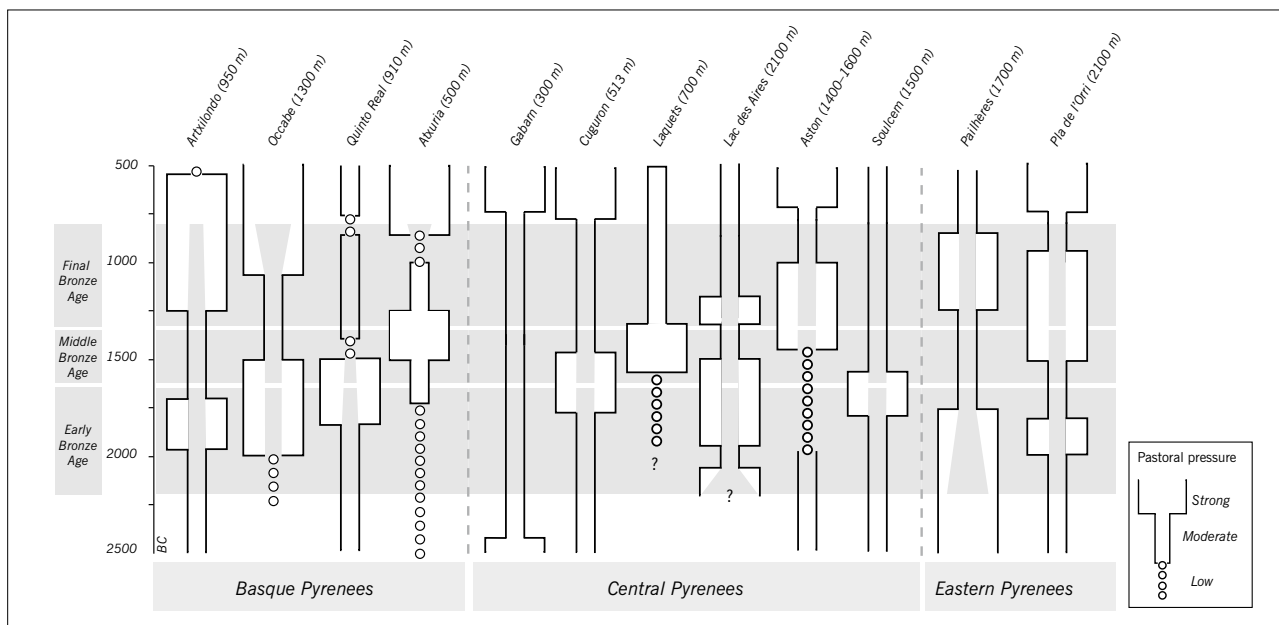 Artxilondo (950 m)
Occabe (1300 m)
Quinto Real (910 m)
Atxuria (500 m)
Gabarn (300 m)
Cuguron (513 m)
Laquets (700 m)
Lac des Aires (2100 m)
Aston (1400–1600 m)
Soulcem (1500 m)
Pailhères (1700 m)
Pla de l'Orri (2100 m)
500
1000
1500
2000
2500
BC
Final
Bronze
Age
Middle
Bronze
Age
Early
Bronze
Age
?
?
Pastoral pressure
Strong
Moderate
Low
Basque Pyrenees
Central Pyrenees
Eastern Pyrenees